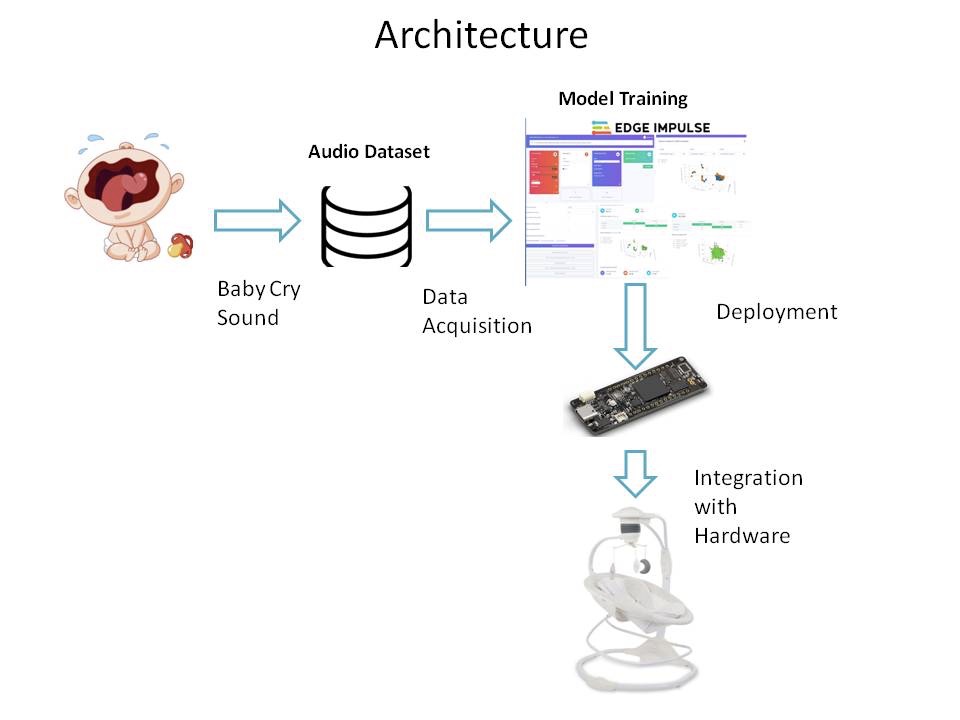 Architecture
Model Training
EDGE IMPULSE
Audio Dataset
Baby Cry
Sound
Data
Acquisition
Deployment
Integration
with
Hardware